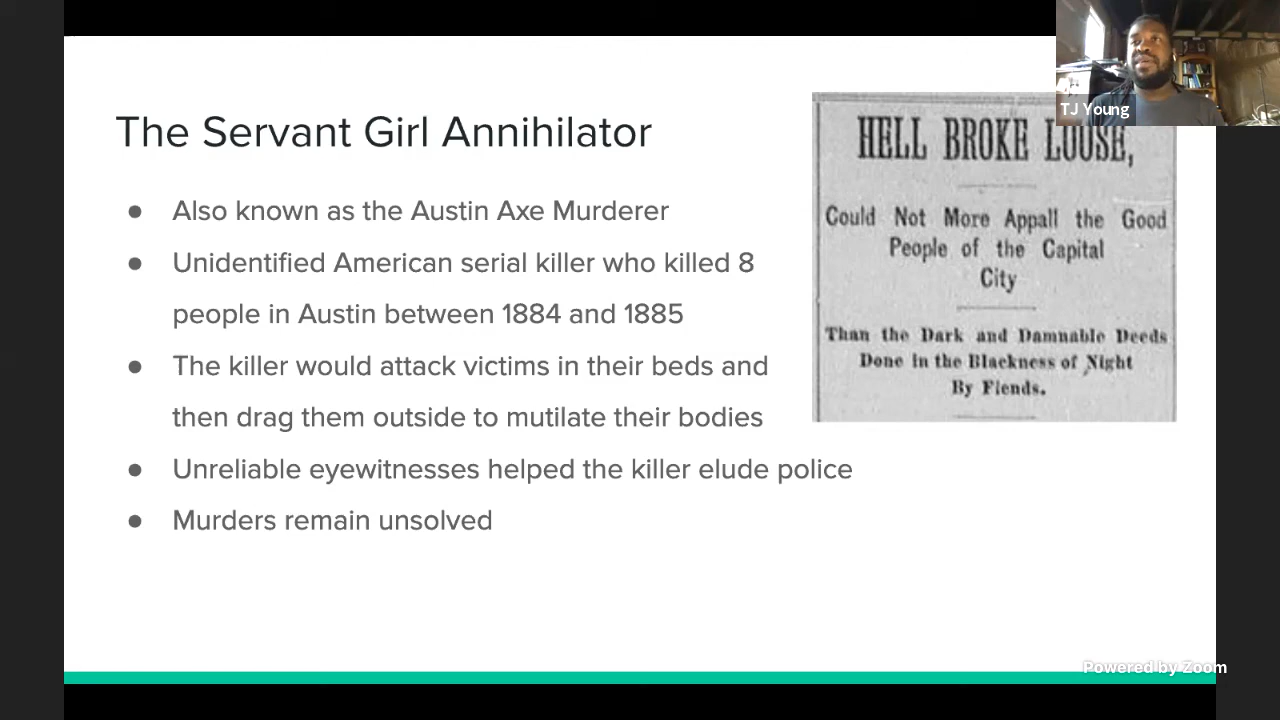 The Servant Girl Annihilator
● Also known as the Austin Axe Murderer
● Unidentified American serial killer who killed 8
people in Austin between 1884 and 1885
● The killer would attack victims in their beds and
then drag them outside to mutilate their bodies
● Unreliable eyewitnesses helped the killer elude police
● Murders remain unsolved
TJ Young
HELL BROKE LOOSE,
Could Not More Appall the Good
People of the Capital
City
Than the Dark and Damnable Deeds
Done in the Blackness of Night
By Fiends.
Powered by Zoom